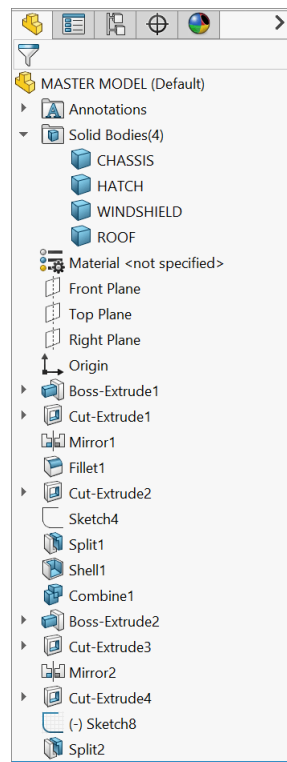 MASTER MODEL (Default)
Annotations
Solid Bodies(4)
CHASSIS
HATCH
WINDSHIELD
ROOF
Material <not specified>
Front Plane
Top Plane
Right Plane
Origin
Boss-Extrude1
Cut-Extrude1
Mirror1
Fillet1
Cut-Extrude2
Sketch4
Split1
Shell1
Combine1
Boss-Extrude2
Cut-Extrude3
Mirror2
Cut-Extrude4
(-) Sketch8
Split2